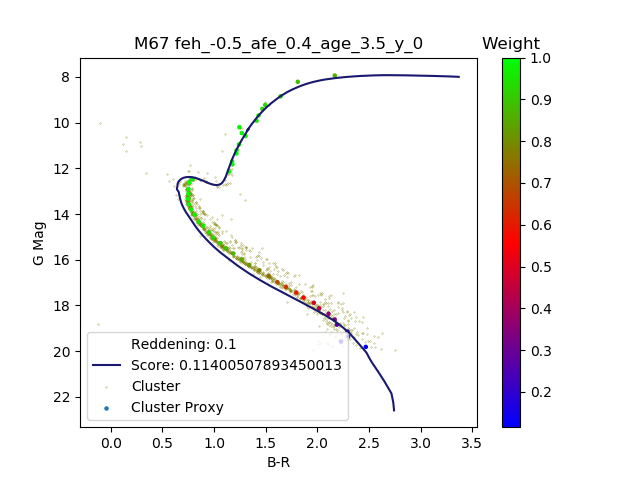 M67 feh_-0.5_afe_0.4_age_3.5_y_0
Weight
8
10
12
14
16
18
20
22
G Mag
0.0 0.5 1.0 1.5 2.0 2.5 3.0 3.5
B-R
Reddening: 0.1
Score: 0.11400507893450013
Cluster
Cluster Proxy
1.0
0.9
0.8
0.7
0.6
0.5
0.4
0.3
0.2